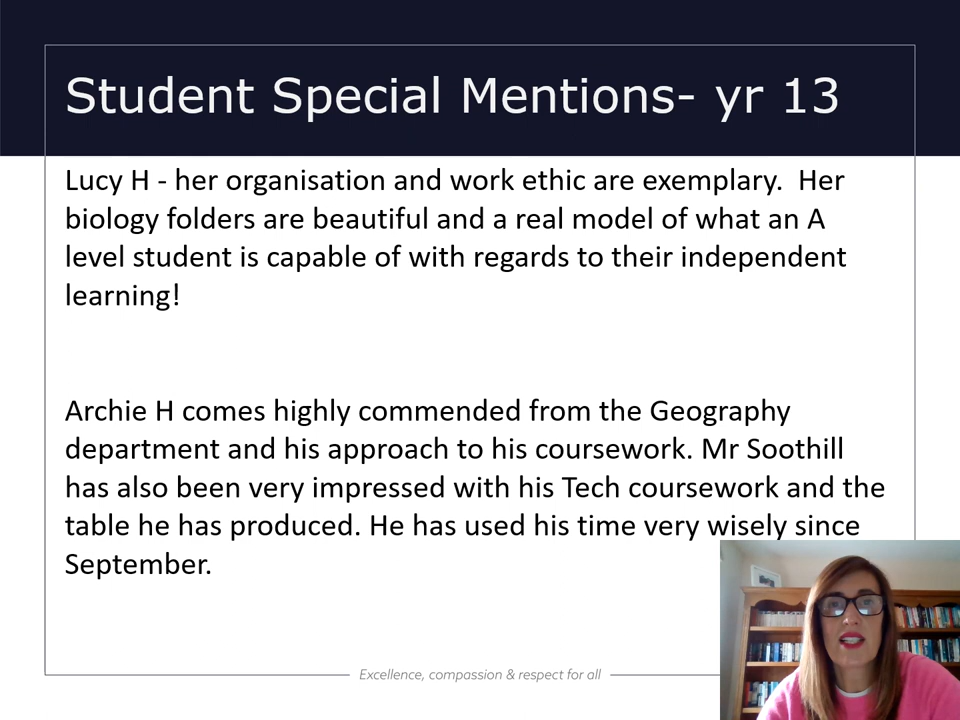 Student Special Mentions- yr 13
Lucy H - her organisation and work ethic are exemplary.  Her
biology folders are beautiful and a real model of what an A
level student is capable of with regards to their independent
learning!
Archie H comes highly commended from the Geography
department and his approach to his coursework. Mr Soothill
has also been very impressed with his Tech coursework and the
table he has produced. He has used his time very wisely since
September.
Excellence, compassion & respect for all